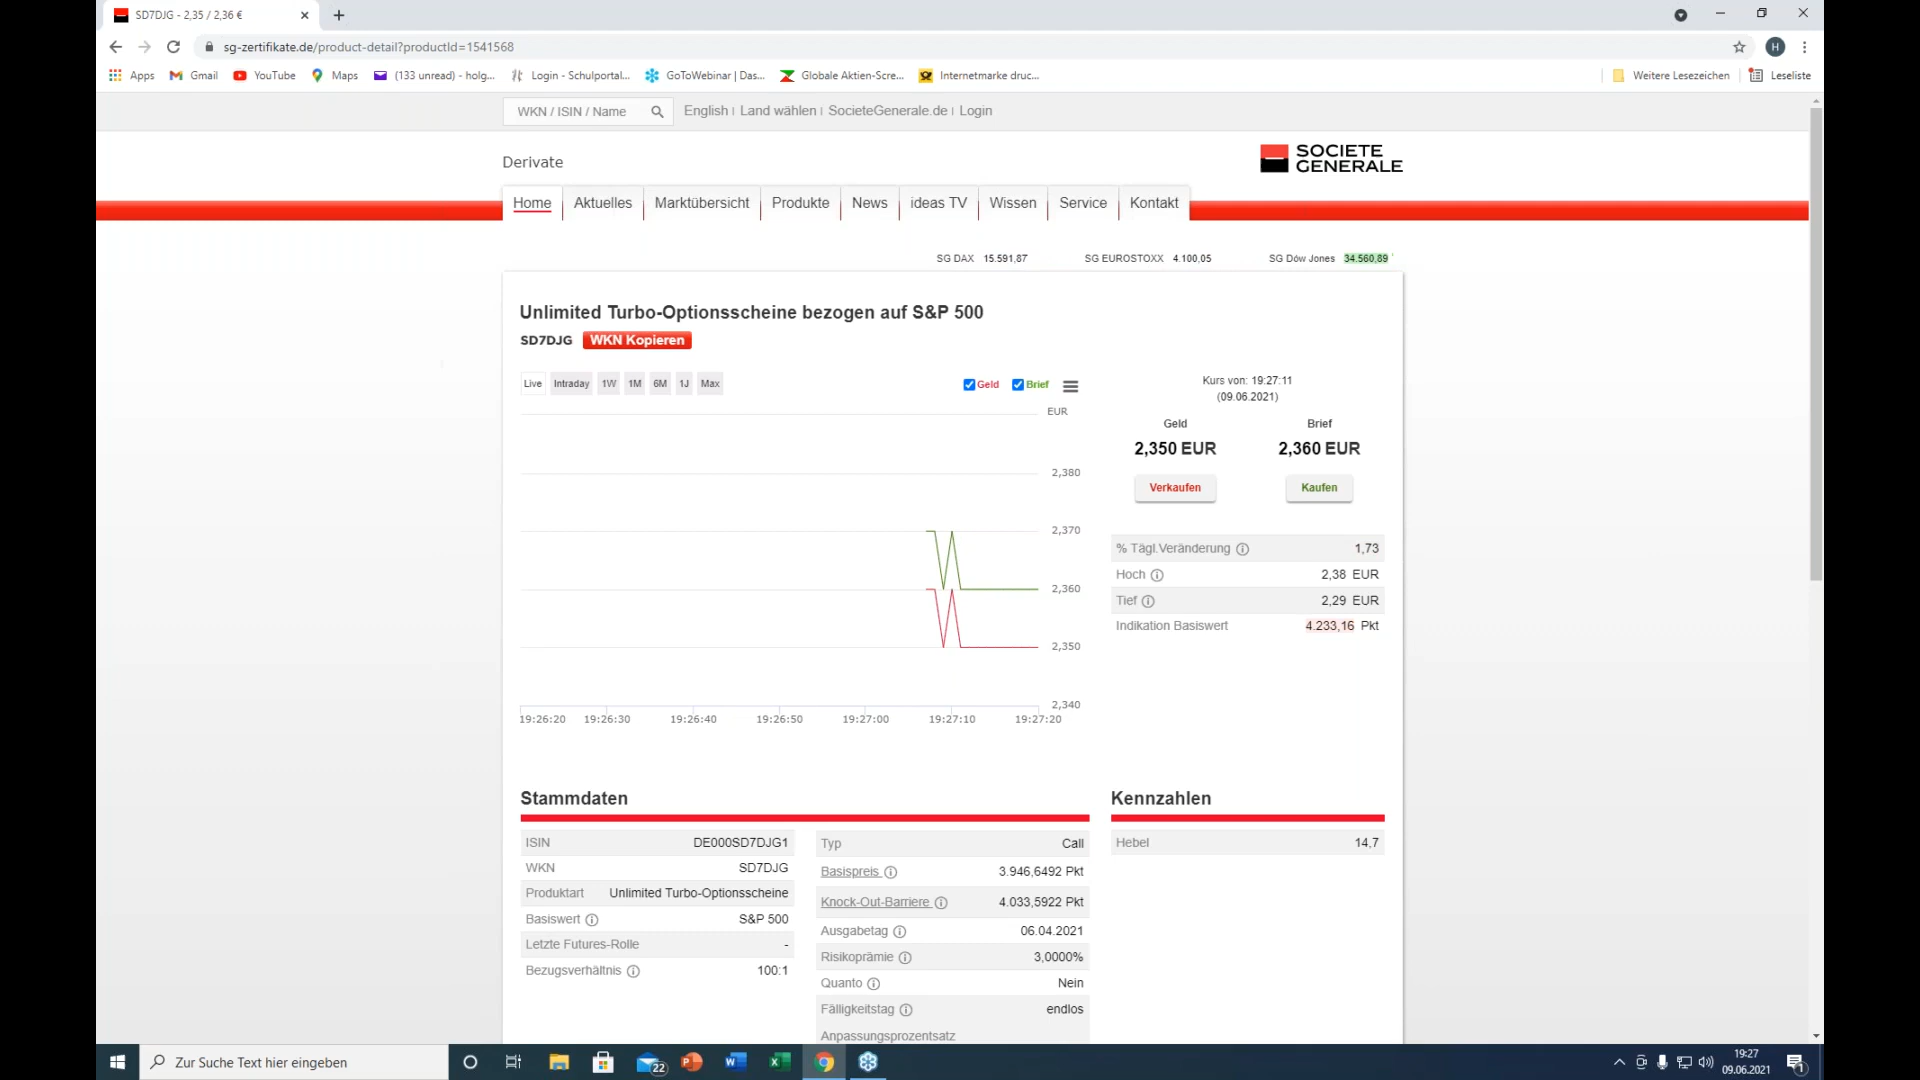 SD7DJG - 2,35 / 2,36 €
sg-zertifikate.de/product-detail?productId=1541568
H
Apps
Gmail
YouTube
Maps
(133 unread) - holg...
Login - Schulportal...
GoToWebinar | Das...
Globale Aktien-Scre...
Internetmarke druc...
Weitere Lesezeichen
Leseliste
WKN / ISIN / Name
English | Land wählen | SocieteGenerale.de | Login
Derivate
SOCIETE
GENERALE
Home
Aktuelles
Marktübersicht
Produkte
News
ideas TV
Wissen
Service
Kontakt
SG DAX 15.591,87
SG EUROSTOXX 4.100,05
SG Dow Jones 34.560,89
Unlimited Turbo-Optionsscheine bezogen auf S&P 500
SD7DJG WKN Kopieren
Live Intraday 1W 1M 6M 1J Max
Geld Brief
EUR
2,380
2,370
2,360
2,350
2,340
19:26:20 19:26:30 19:26:40 19:26:50 19:27:00 19:27:10 19:27:20
Kurs von: 19:27:11
(09.06.2021)
Geld Brief
2,350 EUR 2,360 EUR
Verkaufen Kaufen
% Tägl.Veränderung 1,73
Hoch 2,38 EUR
Tief 2,29 EUR
Indikation Basiswert 4.233,16 Pkt
Stammdaten
ISIN DE000SD7DJG1
WKN SD7DJG
Produktart Unlimited Turbo-Optionsscheine
Basiswert S&P 500
Letzte Futures-Rolle -
Bezugsverhältnis 100:1
Typ Call
Basispreis 3.946,6492 Pkt
Knock-Out-Barriere 4.033,5922 Pkt
Ausgabetag 06.04.2021
Risikoprämie 3,0000%
Quanto Nein
Fälligkeitstag endlos
Anpassungsprozentsatz
Kennzahlen
Hebel 14,7
Zur Suche Text hier eingeben
22
19:27
09.06.2021
1